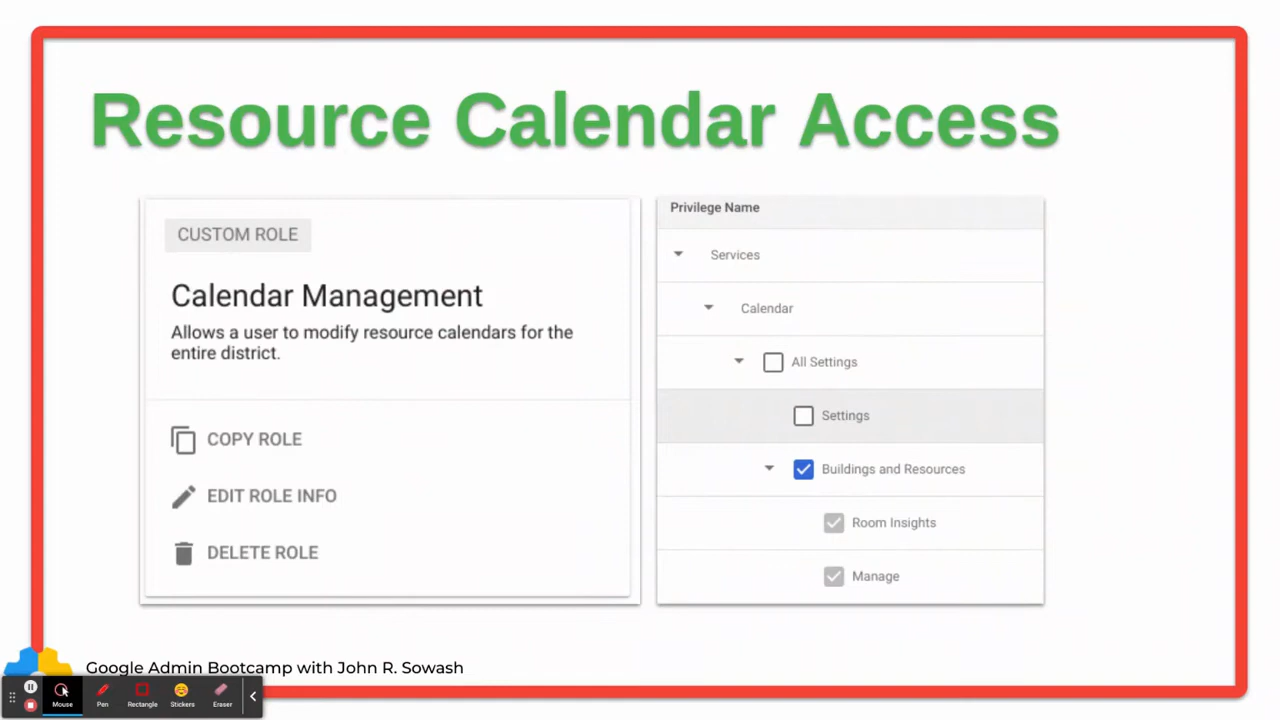 Resource Calendar Access
CUSTOM ROLE
Calendar Management
Allows a user to modify resource calendars for the
entire district.
COPY ROLE
EDIT ROLE INFO
DELETE ROLE
Privilege Name
Services
Calendar
All Settings
Settings
Buildings and Resources
Room Insights
Manage
Google Admin Bootcamp with John R. Sowash
Mouse
Pen
Rectangle
Stickers
Eraser